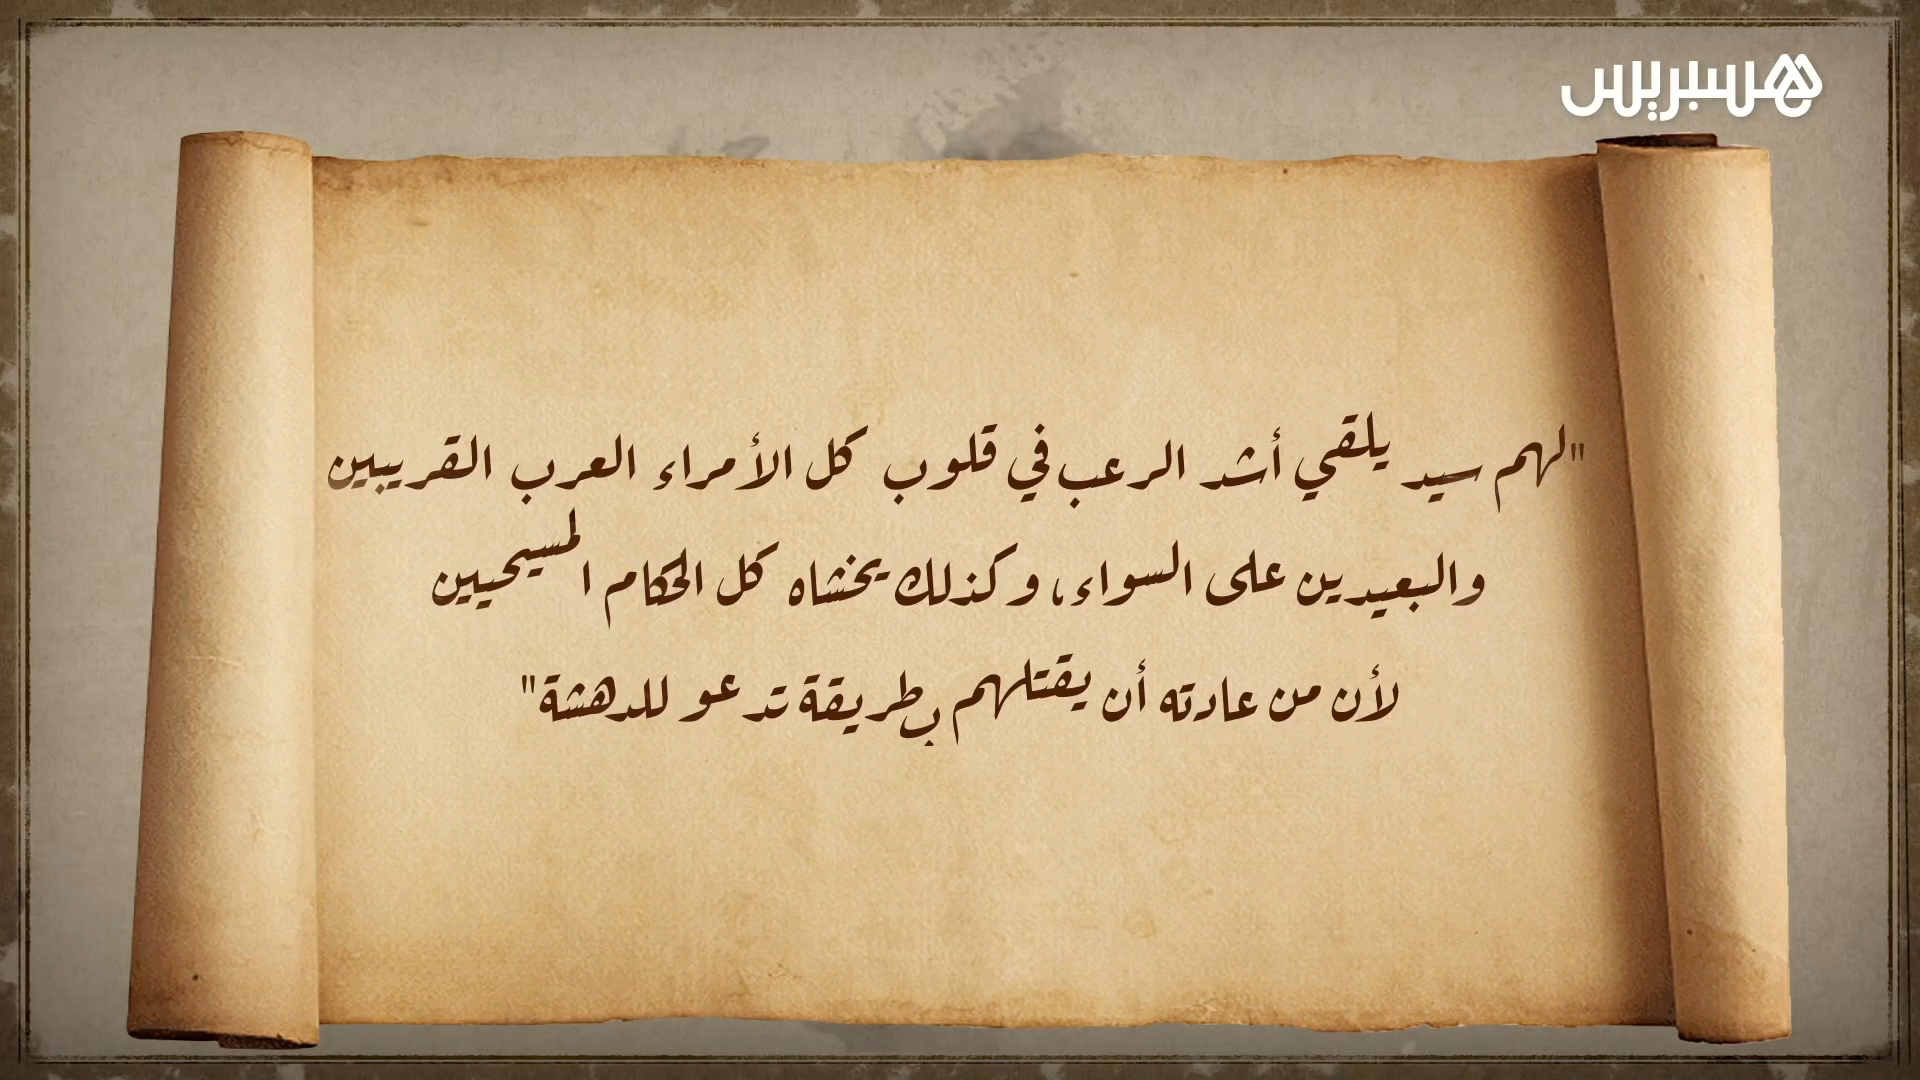 هسبريس
"لهم سيد يلقي أشد الرعب في قلوب كل الأمراء العرب القريبين
والبعيدين على السواء، وكذلك يخشاه كل الحكام المسيحيين
لأن من عادته أن يقتلهم بطريقة تدعو للدهشة"